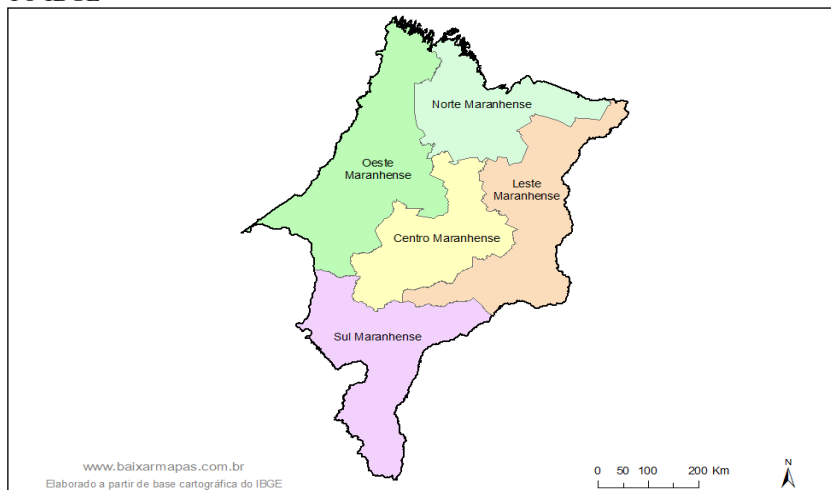 Norte Maranhense
Oeste
Maranhense
Leste
Maranhense
Centro Maranhense
Sul Maranhense
www.baixarmapas.com.br
Elaborado a partir de base cartográfica do IBGE
0 50 100 200 Km
N